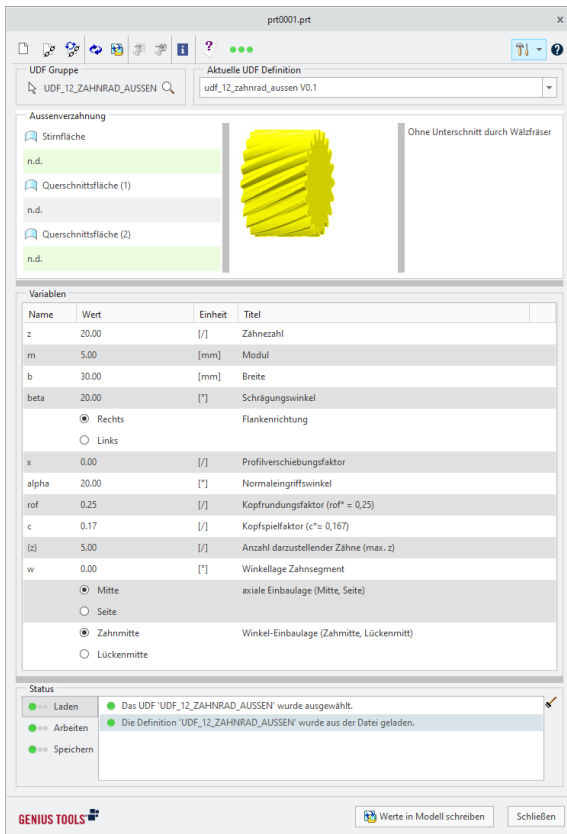 prt0001.prt
x
i
?
?
UDF Gruppe
UDF_12_ZAHNRAD_AUSSEN
Aktuelle UDF Definition
udf_12_zahnrad_aussen V0.1
Aussenverzahnung
Stirnfläche
n.d.
Querschnittsfläche (1)
n.d.
Querschnittsfläche (2)
n.d.
Ohne Unterschnitt durch Wälzfräser
Variablen
Name Wert Einheit Titel
z 20.00 [/] Zähnezahl
m 5.00 [mm] Modul
b 30.00 [mm] Breite
beta 20.00 [°] Schrägungswinkel
Rechts Flankenrichtung
Links
x 0.00 [/] Profilverschiebungsfaktor
alpha 20.00 [°] Normaleingriffswinkel
rof 0.25 [/] Kopfrundungsfaktor (rof* = 0,25)
c 0.17 [/] Kopfspielfaktor (c*= 0,167)
(z) 5.00 [/] Anzahl darzustellender Zähne (max. z)
w 0.00 [°] Winkellage Zahnsegment
Mitte axiale Einbaulage (Mitte, Seite)
Seite
Zahnmitte Winkel-Einbaulage (Zahmitte, Lückenmitt)
Lückenmitte
Status
Laden
Arbeiten
Speichern
Das UDF 'UDF_12_ZAHNRAD_AUSSEN' wurde ausgewählt.
Die Definition 'UDF_12_ZAHNRAD_AUSSEN' wurde aus der Datei geladen.
GENIUS TOOLS
Werte in Modell schreiben
Schließen